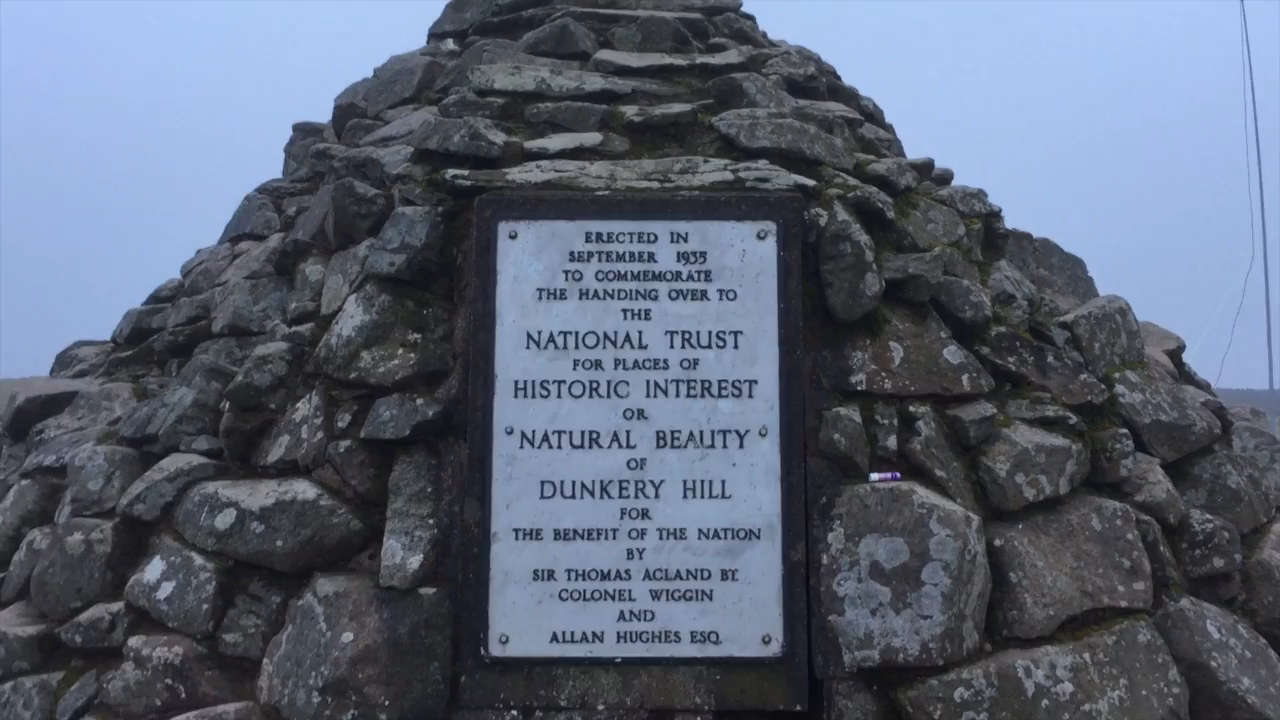 ERECTED IN
SEPTEMBER 1935
TO COMMEMORATE
THE HANDING OVER TO
THE
NATIONAL TRUST
FOR PLACES OF
HISTORIC INTEREST
OR
NATURAL BEAUTY
OF
DUNKERY HILL
FOR
THE BENEFIT OF THE NATION
BY
SIR THOMAS ACLAND BT.
COLONEL WIGGIN
AND
ALLAN HUGHES ESQ.